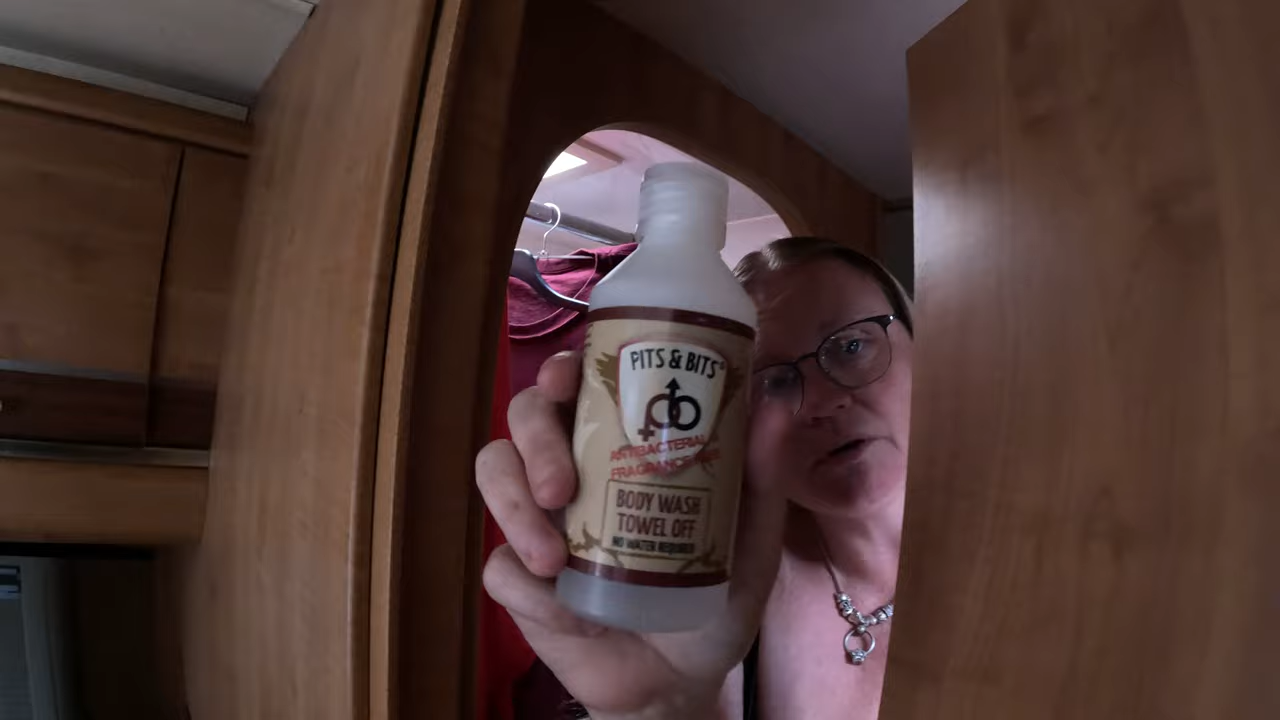 PITS & BITS®
ANTIBACTERIAL
FRAGRANCE FREE
BODY WASH
TOWEL OFF
NO WATER REQUIRED